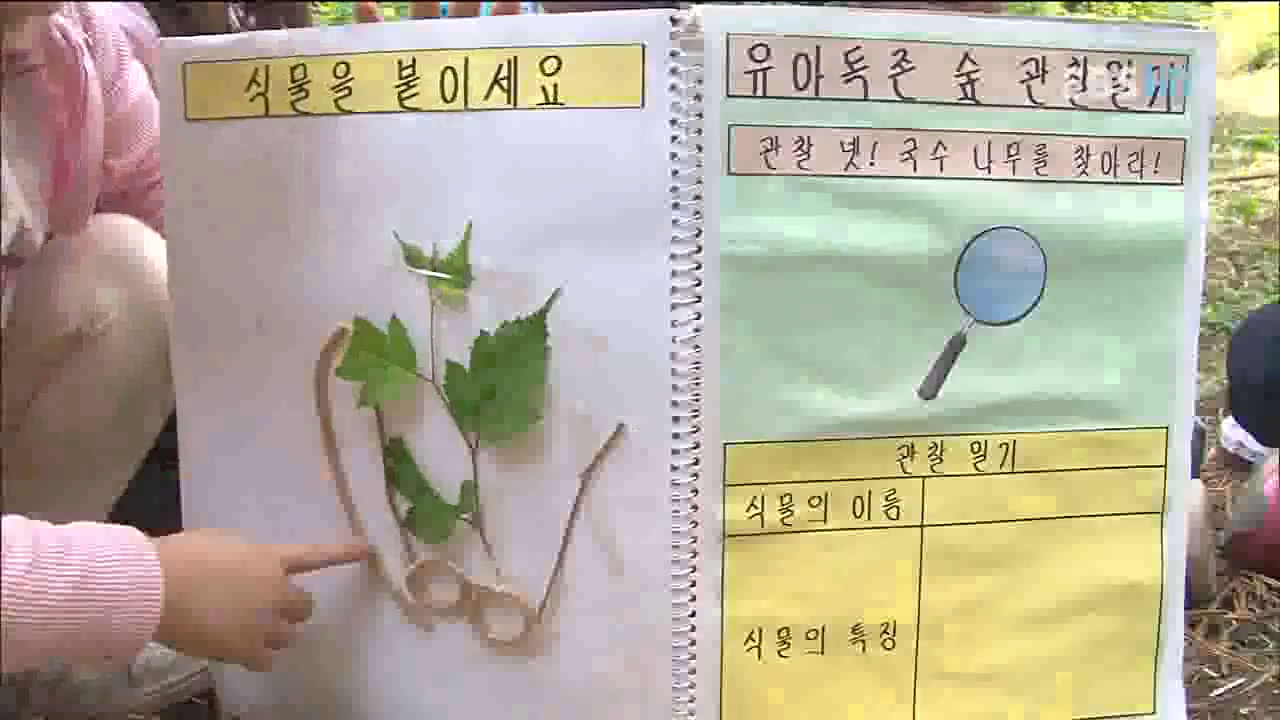 식물을 붙이세요
유아독존 숲 관찰일기
관찰 넷! 국수 나무를 찾아라!
관찰 일기
식물의 이름
식물의 특징